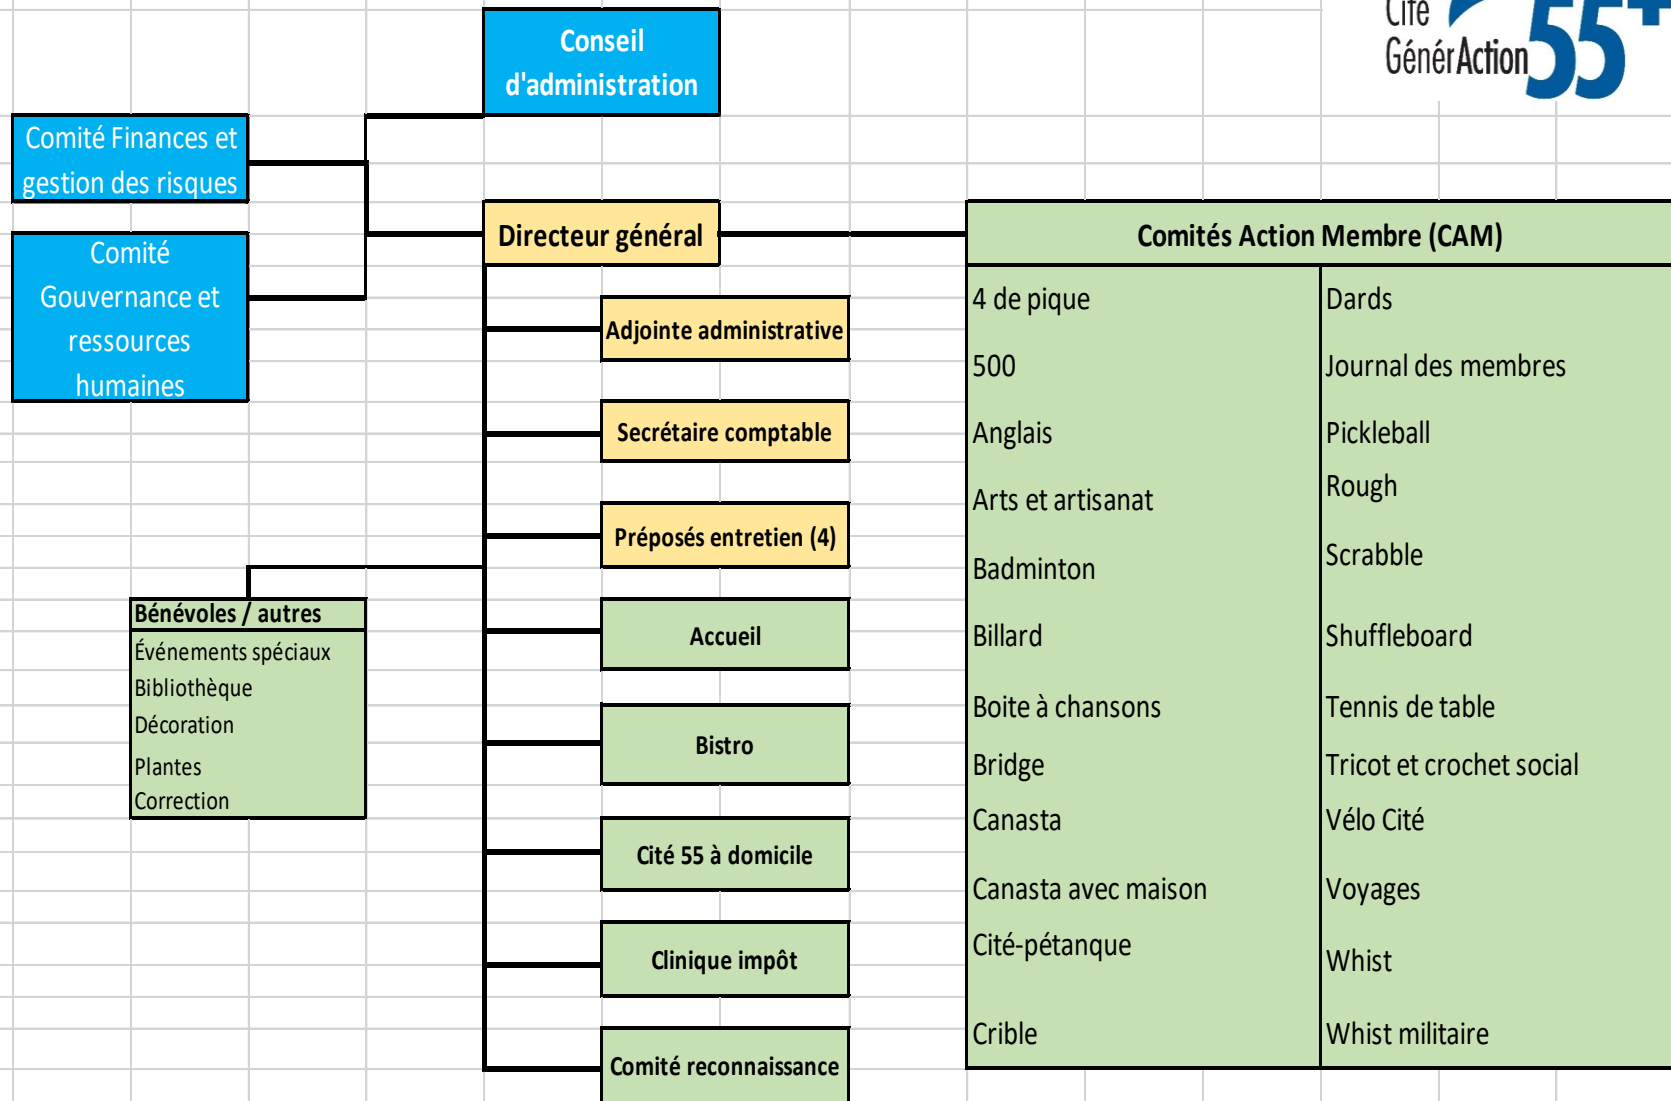 Cité
GénérAction
55+
Conseil
d'administration
Comité Finances et
gestion des risques
Comité
Gouvernance et
ressources
humaines
Directeur général
Adjointe administrative
Secrétaire comptable
Préposés entretien (4)
Accueil
Bistro
Cité 55 à domicile
Clinique impôt
Comité reconnaissance
Bénévoles / autres
Événements spéciaux
Bibliothèque
Décoration
Plantes
Correction
Comités Action Membre (CAM)
4 de pique
500
Anglais
Arts et artisanat
Badminton
Billard
Boite à chansons
Bridge
Canasta
Canasta avec maison
Cité-pétanque
Crible
Dards
Journal des membres
Pickleball
Rough
Scrabble
Shuffleboard
Tennis de table
Tricot et crochet social
Vélo Cité
Voyages
Whist
Whist militaire